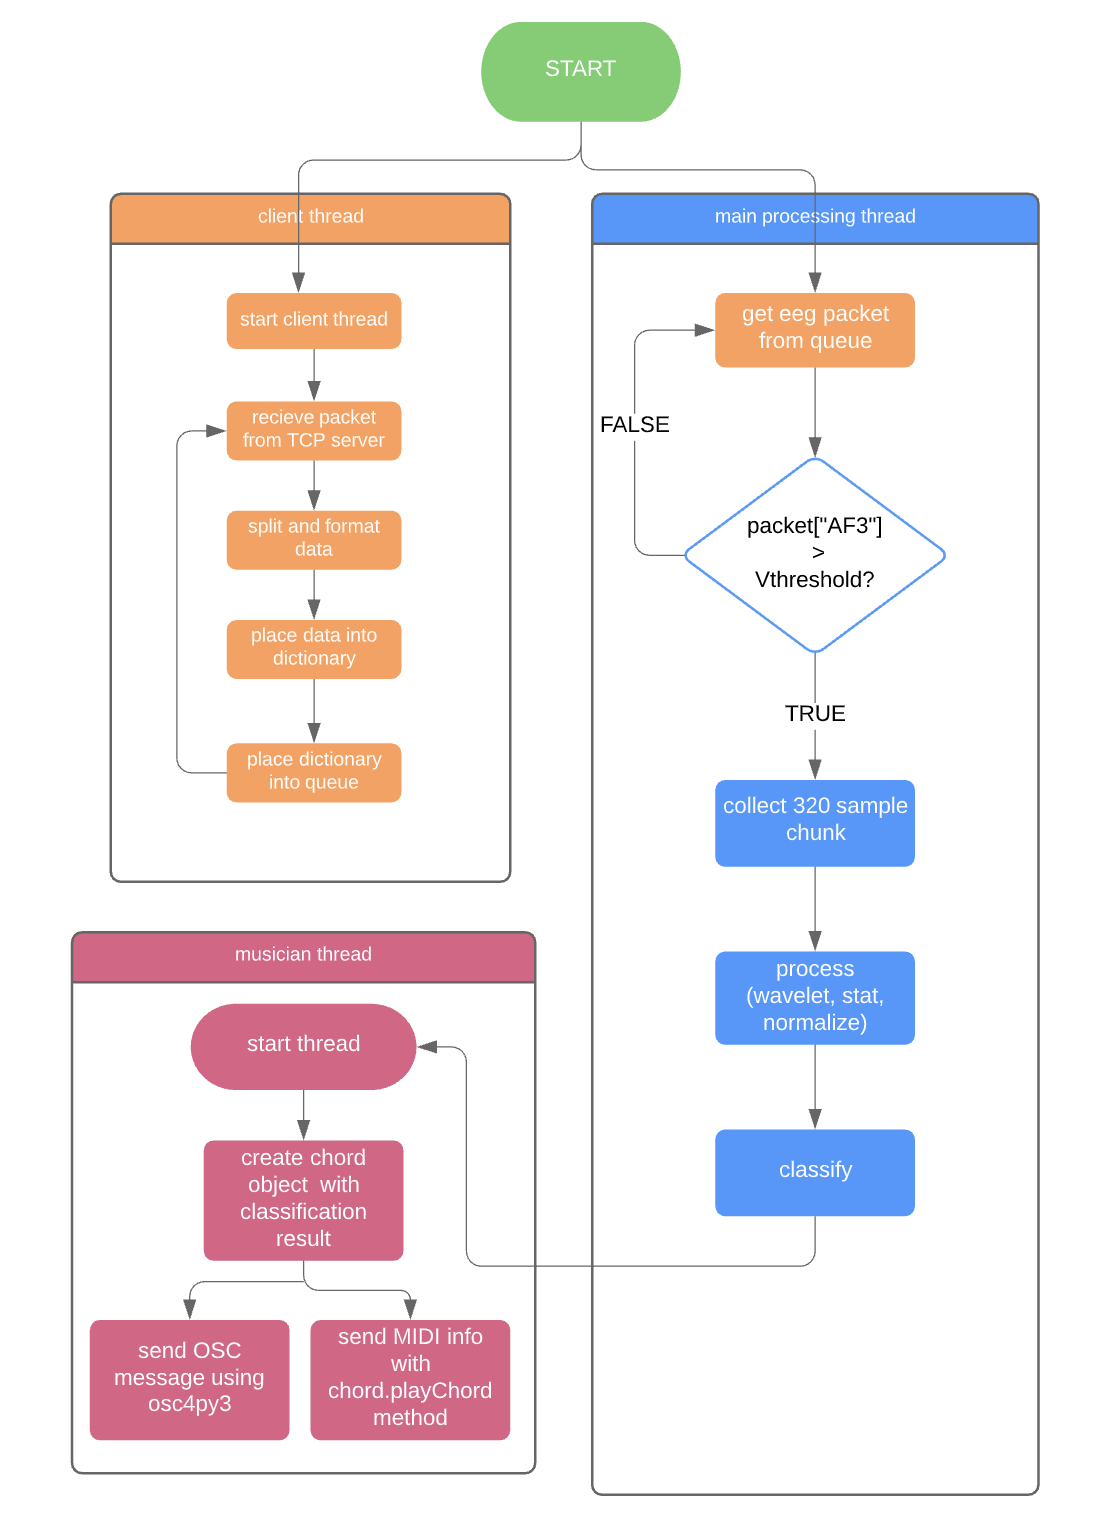 START
client thread
start client thread
recieve packet
from TCP server
split and format
data
place data into
dictionary
place dictionary
into queue
main processing thread
get eeg packet
from queue
FALSE
packet["AF3"]
>
Vthreshold?
TRUE
collect 320 sample
chunk
process
(wavelet, stat,
normalize)
classify
musician thread
start thread
create chord
object with
classification
result
send OSC
message using
osc4py3
send MIDI info
with
chord.playChord
method